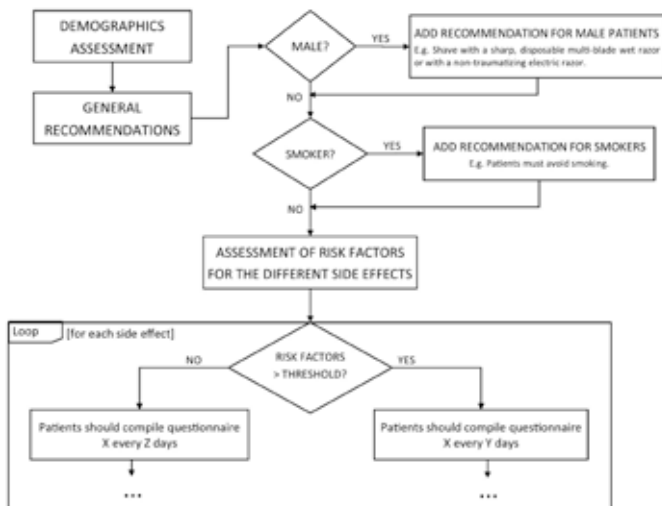 DEMOGRAPHICS
ASSESSMENT
GENERAL
RECOMMENDATIONS
MALE?
YES
ADD RECOMMENDATION FOR MALE PATIENTS
E.g. Shave with a sharp, disposable multi-blade wet razor
or with a non-traumatizing electric razor.
NO
SMOKER?
YES
ADD RECOMMENDATION FOR SMOKERS
E.g. Patients must avoid smoking.
NO
ASSESSMENT OF RISK FACTORS
FOR THE DIFFERENT SIDE EFFECTS
Loop
[for each side effect]
NO
RISK FACTORS
> THRESHOLD?
YES
Patients should compile questionnaire
X every Z days
...
Patients should compile questionnaire
X every Y days
...